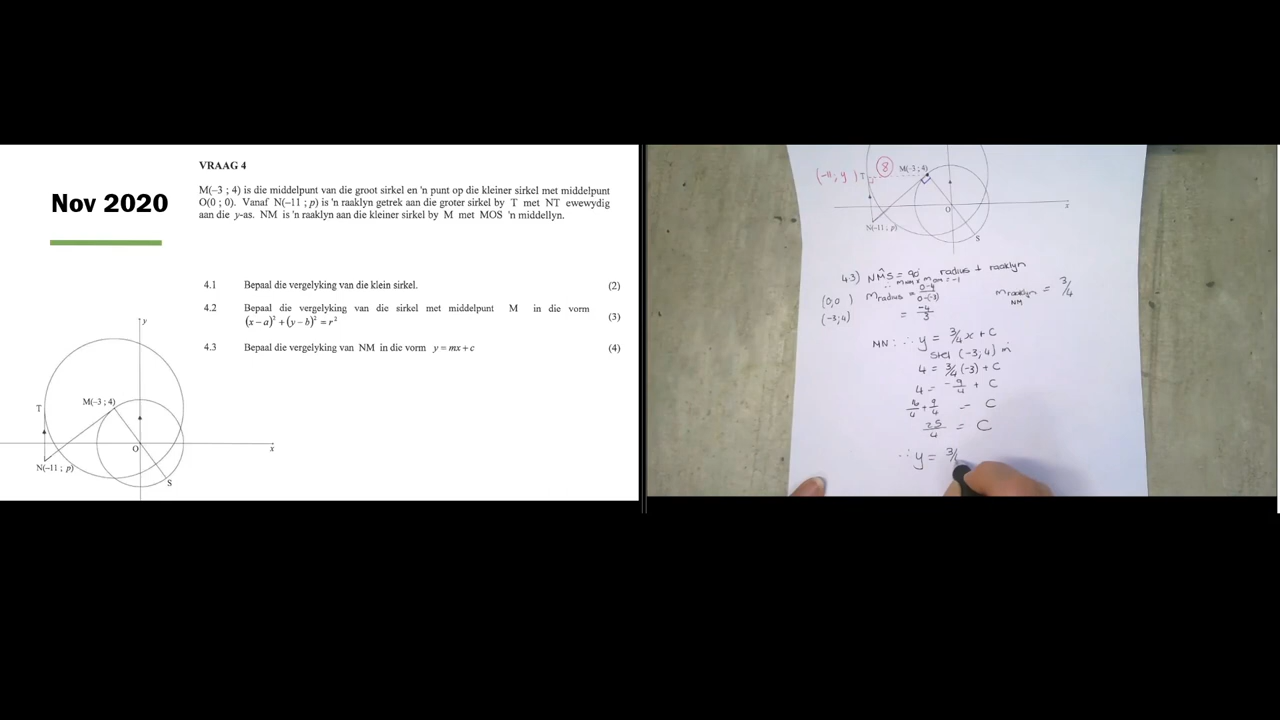 Nov 2020
VRAAG 4
M(–3 ; 4) is die middelpunt van die groot sirkel en 'n punt op die kleiner sirkel met middelpunt
O(0 ; 0). Vanaf N(–11 ; p) is 'n raaklyn getrek aan die groter sirkel by T met NT ewewydig
aan die y-as. NM is 'n raaklyn aan die kleiner sirkel by M met MOS 'n middellyn.
4.1 Bepaal die vergelyking van die klein sirkel. (2)
4.2 Bepaal die vergelyking van die sirkel met middelpunt M in die vorm
(x – a)² + (y – b)² = r² (3)
4.3 Bepaal die vergelyking van NM in die vorm y = mx + c (4)
y
M(–3 ; 4)
T
O
x
N(–11 ; p)
S
(-11, y) T 8 M(–3 ; 4)
O
x
N(–11 ; p)
S
4.3) NM̂S = 90° radius ⊥ raaklyn
(0,0) m radius = 0-4/0-(-3) m raaklyn NM = 3/4
(-3;4) = -4/3
∴ y = 3/4 x + C
Stel (-3, 4) in
4 = 3/4 (-3) + C
4 = -9/4 + C
16/4 + 9/4 = C
25/4 = C
∴ y = 3/4